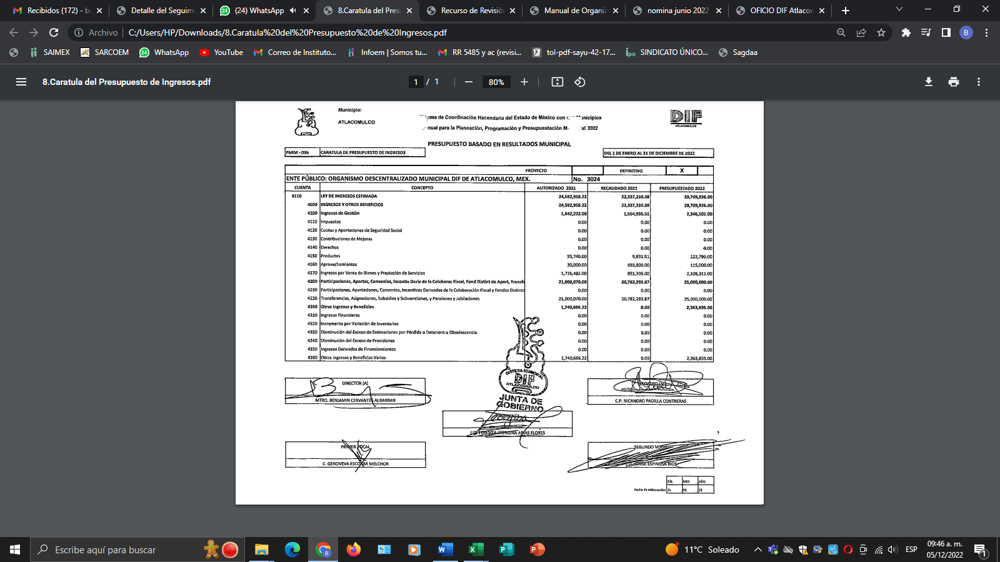 Recibidos (172) - b
Detalle del Seguimi
(24) WhatsApp
8.Caratula del Pres
Recurso de Revisió
Manual de Organiz
nomina junio 2022
OFICIO DIF Atlacom
Archivo C:/Users/HP/Downloads/8.Caratula%20del%20Presupuesto%20de%20Ingresos.pdf
SAIMEX SARCOEM WhatsApp YouTube Correo de Instituto... Infoem | Somos tu... RR 5485 y ac (revisi... tol-pdf-sayu-42-17... SINDICATO ÚNICO... Sagdaa
8.Caratula del Presupuesto de Ingresos.pdf 1 / 1 80%
Municipio:
ATLACOMULCO
ema de Coordinación Hacendaria del Estado de México con Municipios
nual para la Planeación, Programación y Presupuestación M al 2022
DIF
ATLACOMULCO
PRESUPUESTO BASADO EN RESULTADOS MUNICIPAL
PbRM - 03b CARATULA DE PRESUPUESTO DE INGRESOS DEL 1 DE ENERO AL 31 DE DICIEMBRE DE 2022
PROYECTO DEFINITIVO X
ENTE PÚBLICO: ORGANISMO DESCENTRALIZADO MUNICIPAL DIF DE ATLACOMULCO, MEX. No. 3024
CUENTA CONCEPTO AUTORIZADO 2021 RECAUDADO 2021 PRESUPUESTADO 2022
8110 LEY DE INGRESOS ESTIMADA 24,582,958.22 22,337,230.38 29,709,936.00
4000 INGRESOS Y OTROS BENEFICIOS 24,582,958.22 22,337,230.38 29,709,936.00
4100 Ingresos de Gestión 1,842,222.00 1,554,936.51 2,346,101.00
4110 Impuestos 0.00 0.00 0.00
4120 Cuotas y Aportaciones de Seguridad Social 0.00 0.00 0.00
4130 Contribuciones de Mejoras 0.00 0.00 0.00
4140 Derechos 0.00 0.00 0.00
4150 Productos 95,740.00 9,831.51 122,790.00
4160 Aprovechamientos 30,000.00 693,800.00 115,000.00
4170 Ingresos por Venta de Bienes y Prestación de Servicios 1,716,482.00 851,305.00 2,108,311.00
4200 Participaciones, Aportac, Convenios, Incentiv Deriv de la Colaborac Fiscal, Fond Distint de Aport, Transfe 21,000,070.00 20,782,293.87 25,000,000.00
4210 Participaciones, Aportaciones, Convenios, Incentivos Derivados de la Colaboración Fiscal y Fondos Distinto 0.00 0.00 0.00
4220 Transferencias, Asignaciones, Subsidios y Subvenciones, y Pensiones y Jubilaciones 21,000,070.00 20,782,293.87 25,000,000.00
4300 Otros Ingresos y Beneficios 1,740,666.22 0.00 2,363,835.00
4310 Ingresos Financieros 0.00 0.00 0.00
4320 Incremento por Variación de Inventarios 0.00 0.00 0.00
4330 Disminución del Exceso de Estimaciones por Pérdida o Deterioro u Obsolescencia 0.00 0.00 0.00
4340 Disminución del Exceso de Provisiones 0.00 0.00 0.00
4350 Ingresos Derivados de Financiamientos 0.00 0.00 0.00
4390 Otros Ingresos y Beneficios Varios 1,740,666.22 0.00 2,363,835.00
SISTEMA MUNICIPAL
DIF
ATLACOMULCO
JUNTA DE
GOBIERNO
DIRECTOR (A)
MTRO. BENJAMIN CERVANTES ALBARRAN
C.P. NICANDRO PADILLA CONTRERAS
LIC. TERESITA JEORGINA ARIAS FLORES
PRIMER VOCAL
C. GENOVEVA ESCOBAR MELCHOR
SEGUNDO VOCAL
JORGE ESPINOSA RIOS
DÍA MES AÑO
Fecha de elaboración: 21 02 22
Escribe aquí para buscar
11°C Soleado
ESP
09:46 a. m.
05/12/2022
1